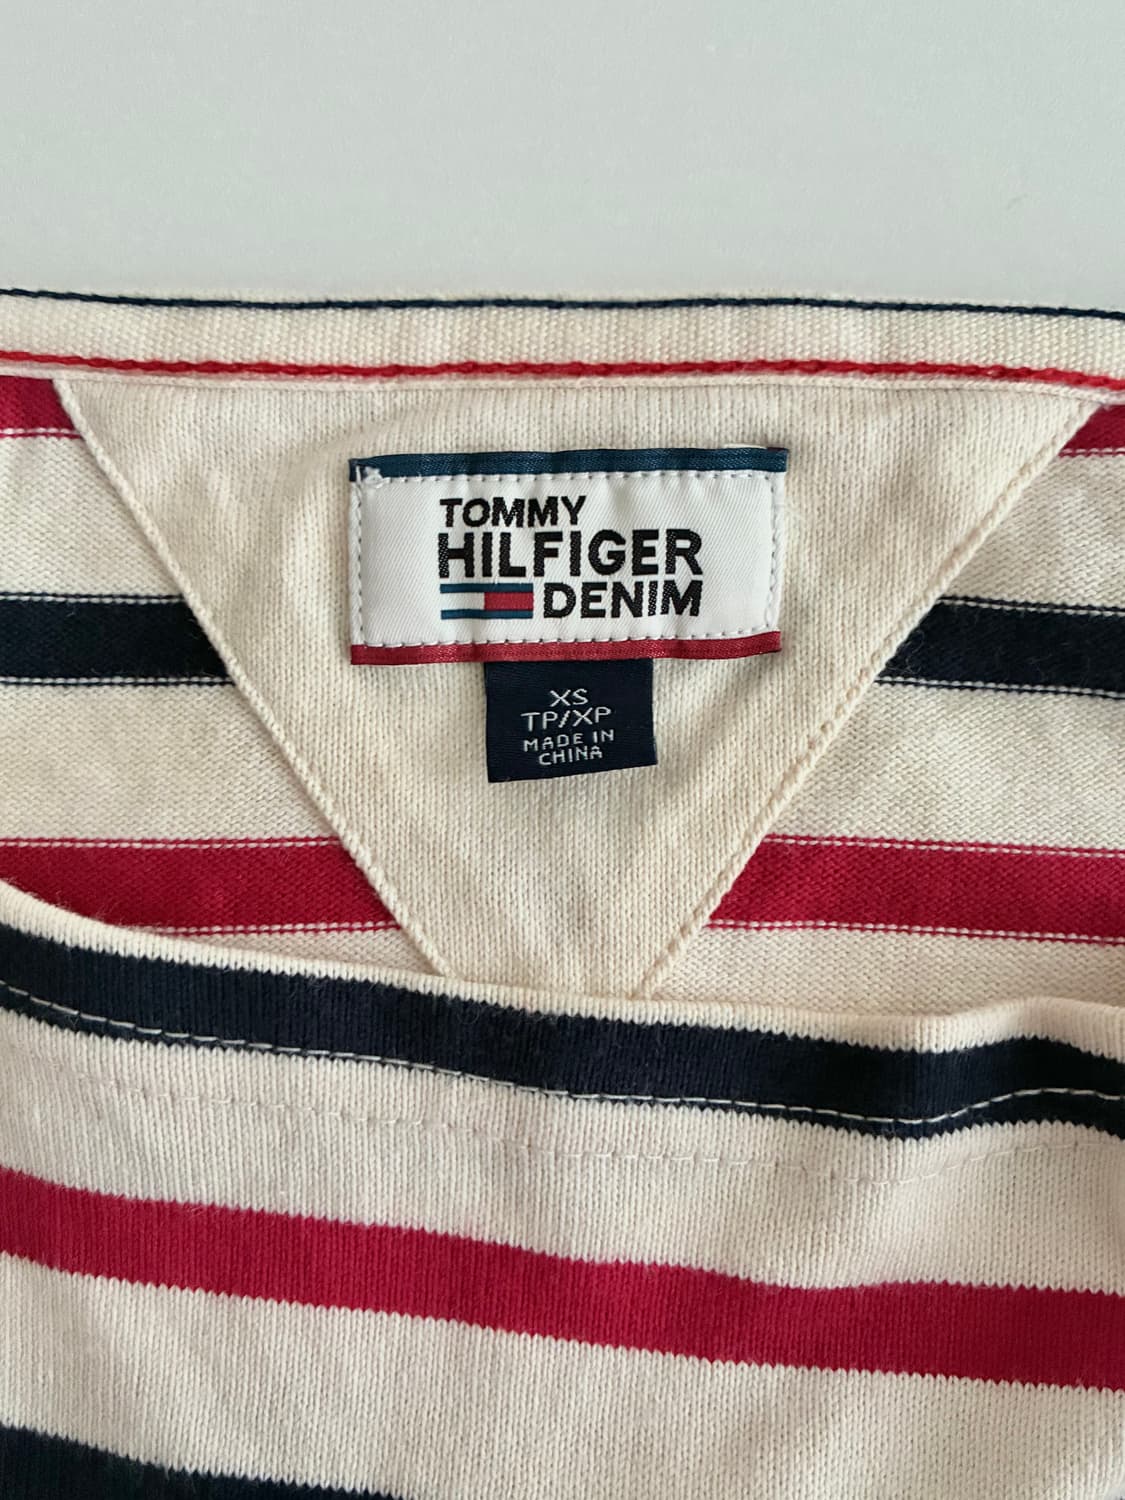 TOMMY
HILFIGER
DENIM
XS
TP/XP
MADE IN
CHINA